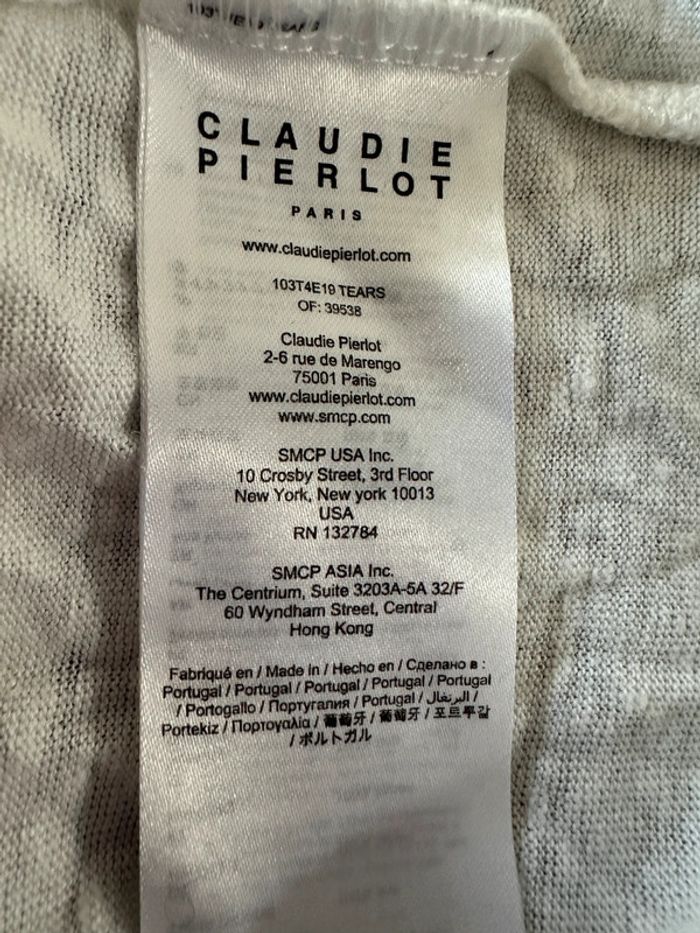 CLAUDIE
PIERLOT
PARIS
www.claudiepierlot.com
103T4E19 TEARS
OF: 39538
Claudie Pierlot
2-6 rue de Marengo
75001 Paris
www.claudiepierlot.com
www.smcp.com
SMCP USA Inc.
10 Crosby Street, 3rd Floor
New York, New york 10013
USA
RN 132784
SMCP ASIA Inc.
The Centrium, Suite 3203A-5A 32/F
60 Wyndham Street, Central
Hong Kong
Fabriqué en / Made in / Hecho en / Сделано в :
Portugal / Portugal / Portugal / Portugal / Portugal
/ Portogallo / Португалия / Portugal / البرتغال /
Portekiz / Πορτογαλία / 葡萄牙 / 葡萄牙 / 포르투갈
/ ポルトガル